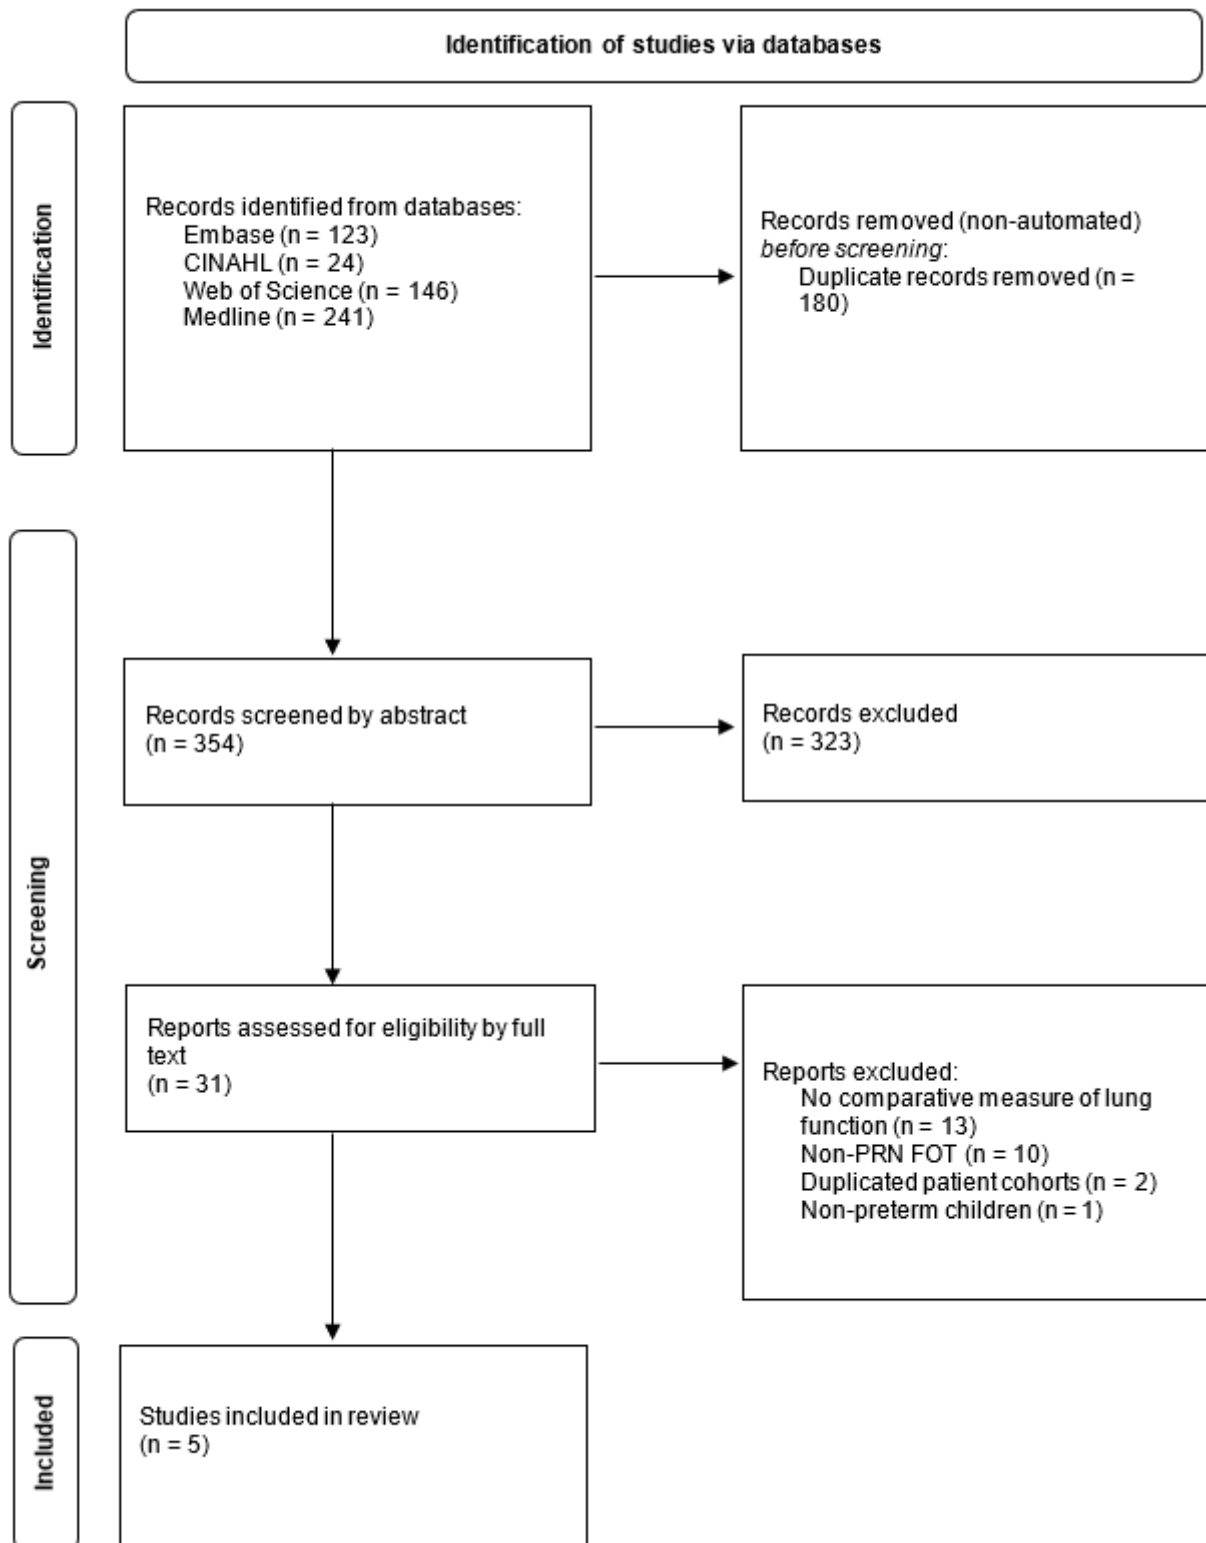 Identification of studies via databases
Identification
Records identified from databases:
Embase (n = 123)
CINAHL (n = 24)
Web of Science (n = 146)
Medline (n = 241)
Records removed (non-automated)
before screening:
Duplicate records removed (n =
180)
Screening
Records screened by abstract
(n = 354)
Records excluded
(n = 323)
Reports assessed for eligibility by full
text
(n = 31)
Reports excluded:
No comparative measure of lung
function (n = 13)
Non-PRN FOT (n = 10)
Duplicated patient cohorts (n = 2)
Non-preterm children (n = 1)
Included
Studies included in review
(n = 5)